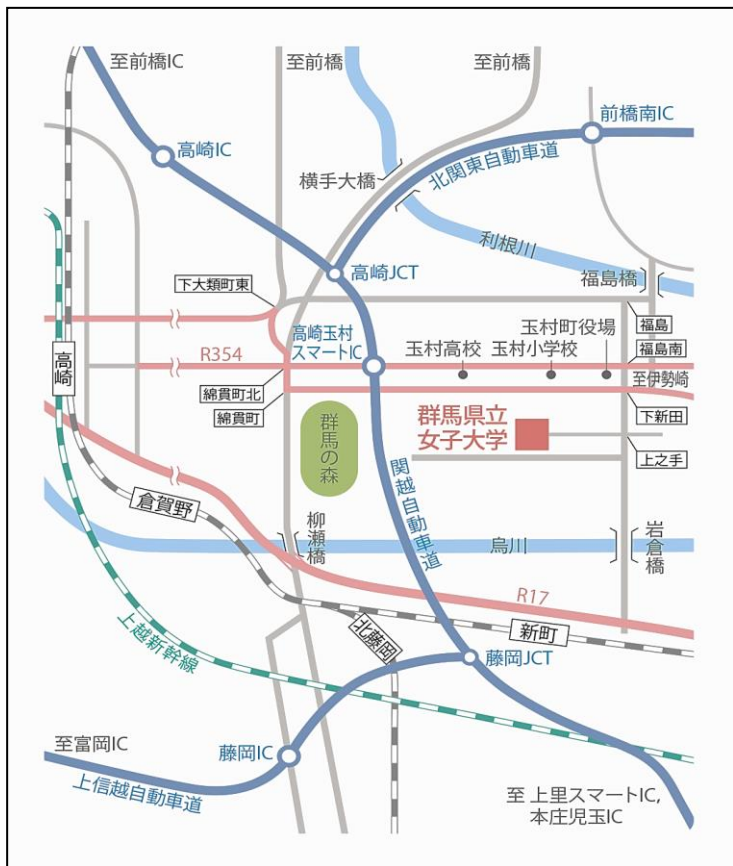 至前橋IC
至前橋
至前橋
前橋南IC
高崎IC
横手大橋
北関東自動車道
利根川
高崎JCT
福島橋
下大類町東
福島
高崎玉村
スマートIC
玉村町役場
玉村高校
玉村小学校
福島南
R354
高崎
至伊勢崎
綿貫町北
綿貫町
下新田
群馬県立
女子大学
群馬の森
上之手
関越自動車道
倉賀野
柳瀬橋
烏川
岩倉橋
R17
新町
北藤岡
上越新幹線
藤岡JCT
至富岡IC
藤岡IC
上信越自動車道
至 上里スマートIC,
本庄児玉IC